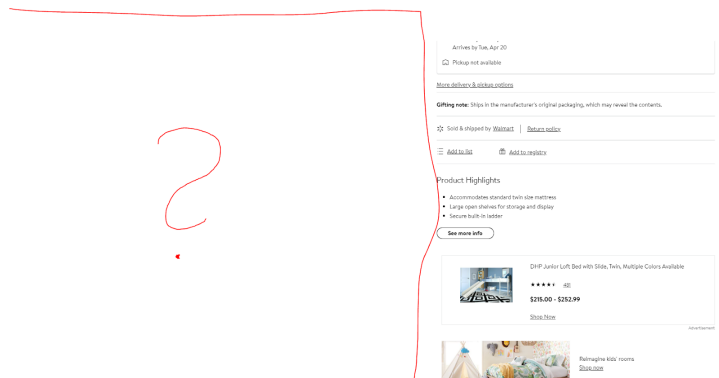 ?
Arrives by Tue, Apr 20
Pickup not available
More delivery & pickup options
Gifting note: Ships in the manufacturer's original packaging, which may reveal the contents.
Sold & shipped by Walmart | Return policy
Add to list Add to registry
Product Highlights
• Accommodates standard twin size mattress
• Large open shelves for storage and display
• Secure built-in ladder
See more info
DHP Junior Loft Bed with Slide, Twin, Multiple Colors Available
481
$215.00 - $252.99
Shop Now
Advertisement
Reimagine kids' rooms
Shop now